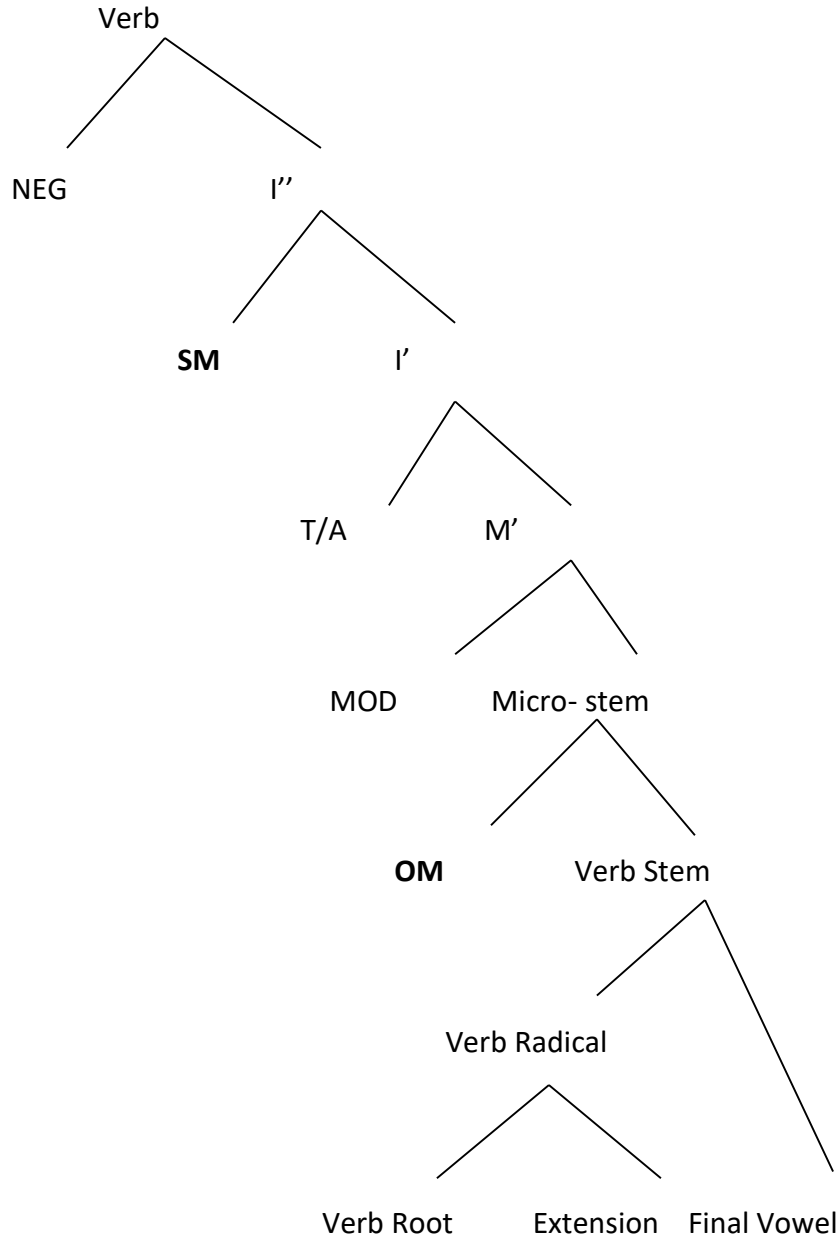 Verb
NEG I’’
SM I’
T/A M’
MOD Micro- stem
OM Verb Stem
Verb Radical
Verb Root Extension Final Vowel